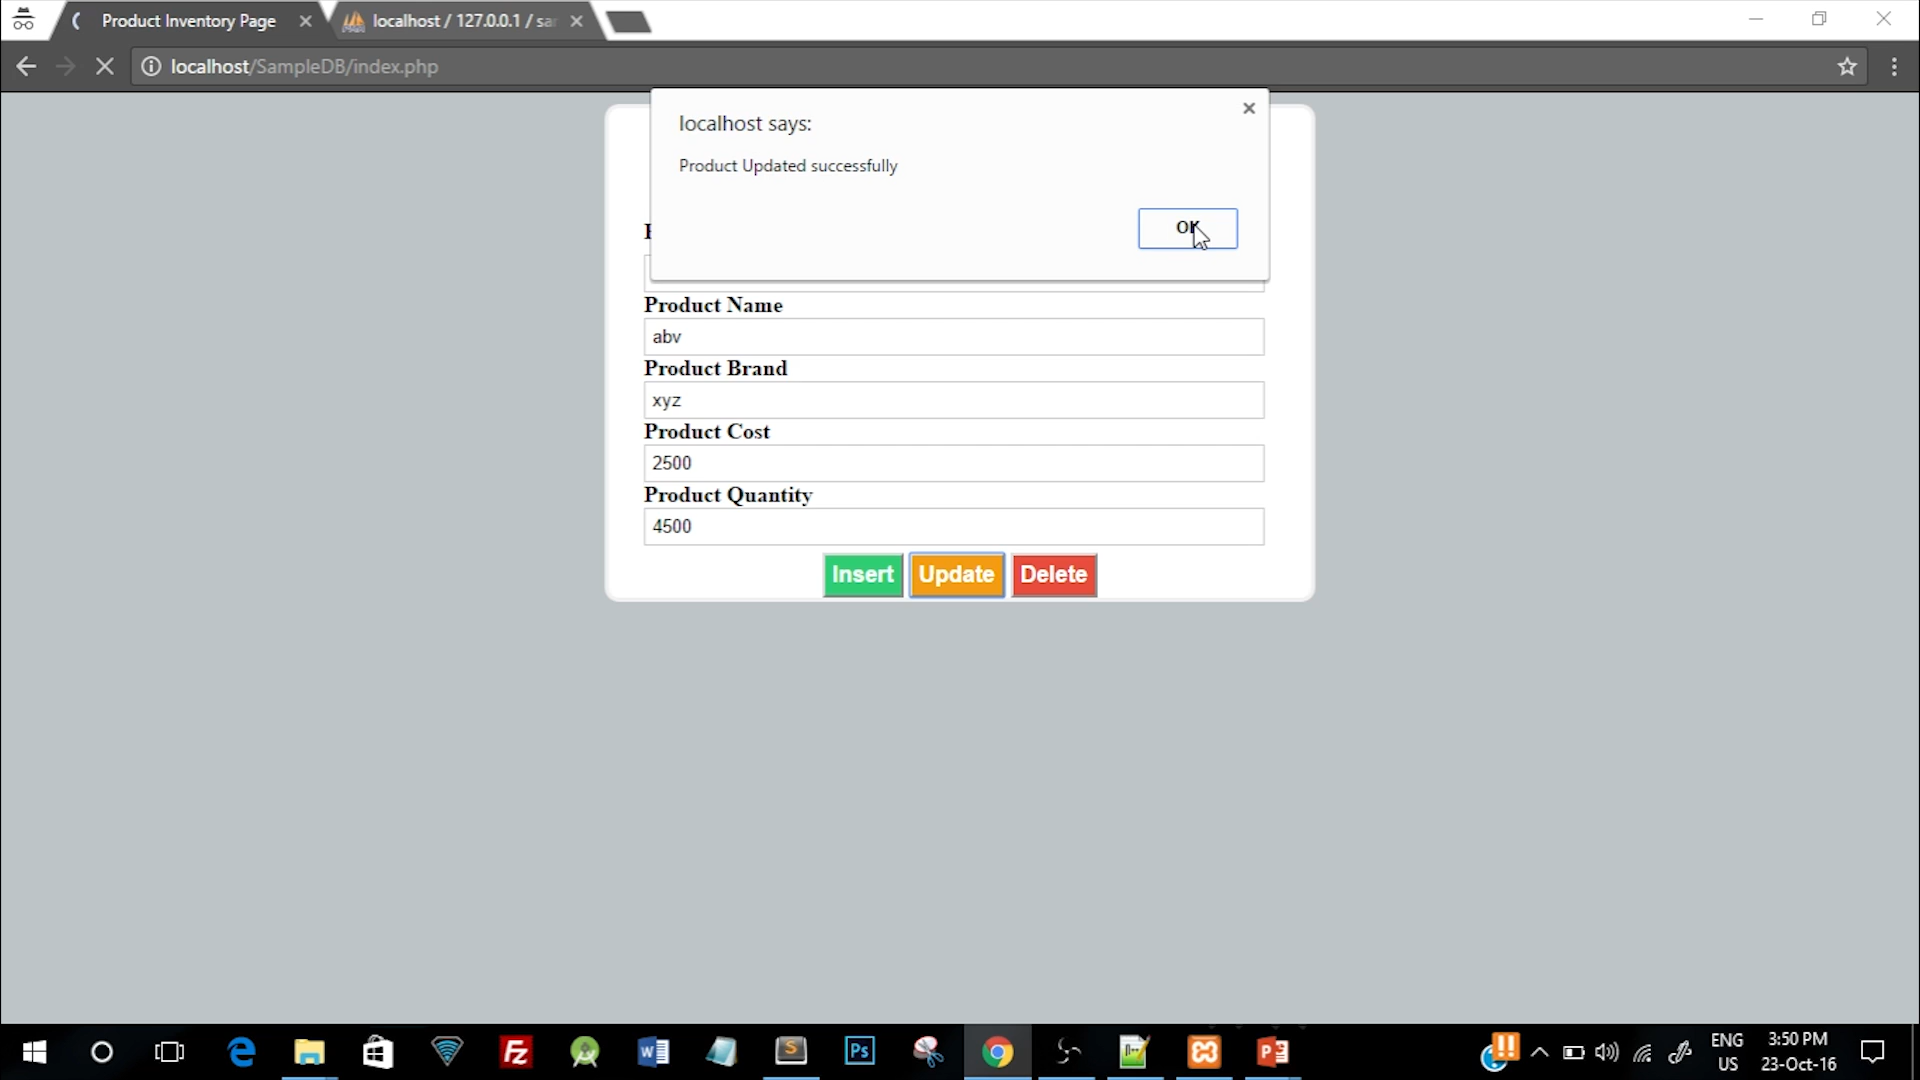 Product Inventory Page
localhost / 127.0.0.1 / sa
localhost/SampleDB/index.php
localhost says:
Product Updated successfully
OK
Product Name
abv
Product Brand
xyz
Product Cost
2500
Product Quantity
4500
Insert Update Delete
ENG 3:50 PM
US 23-Oct-16